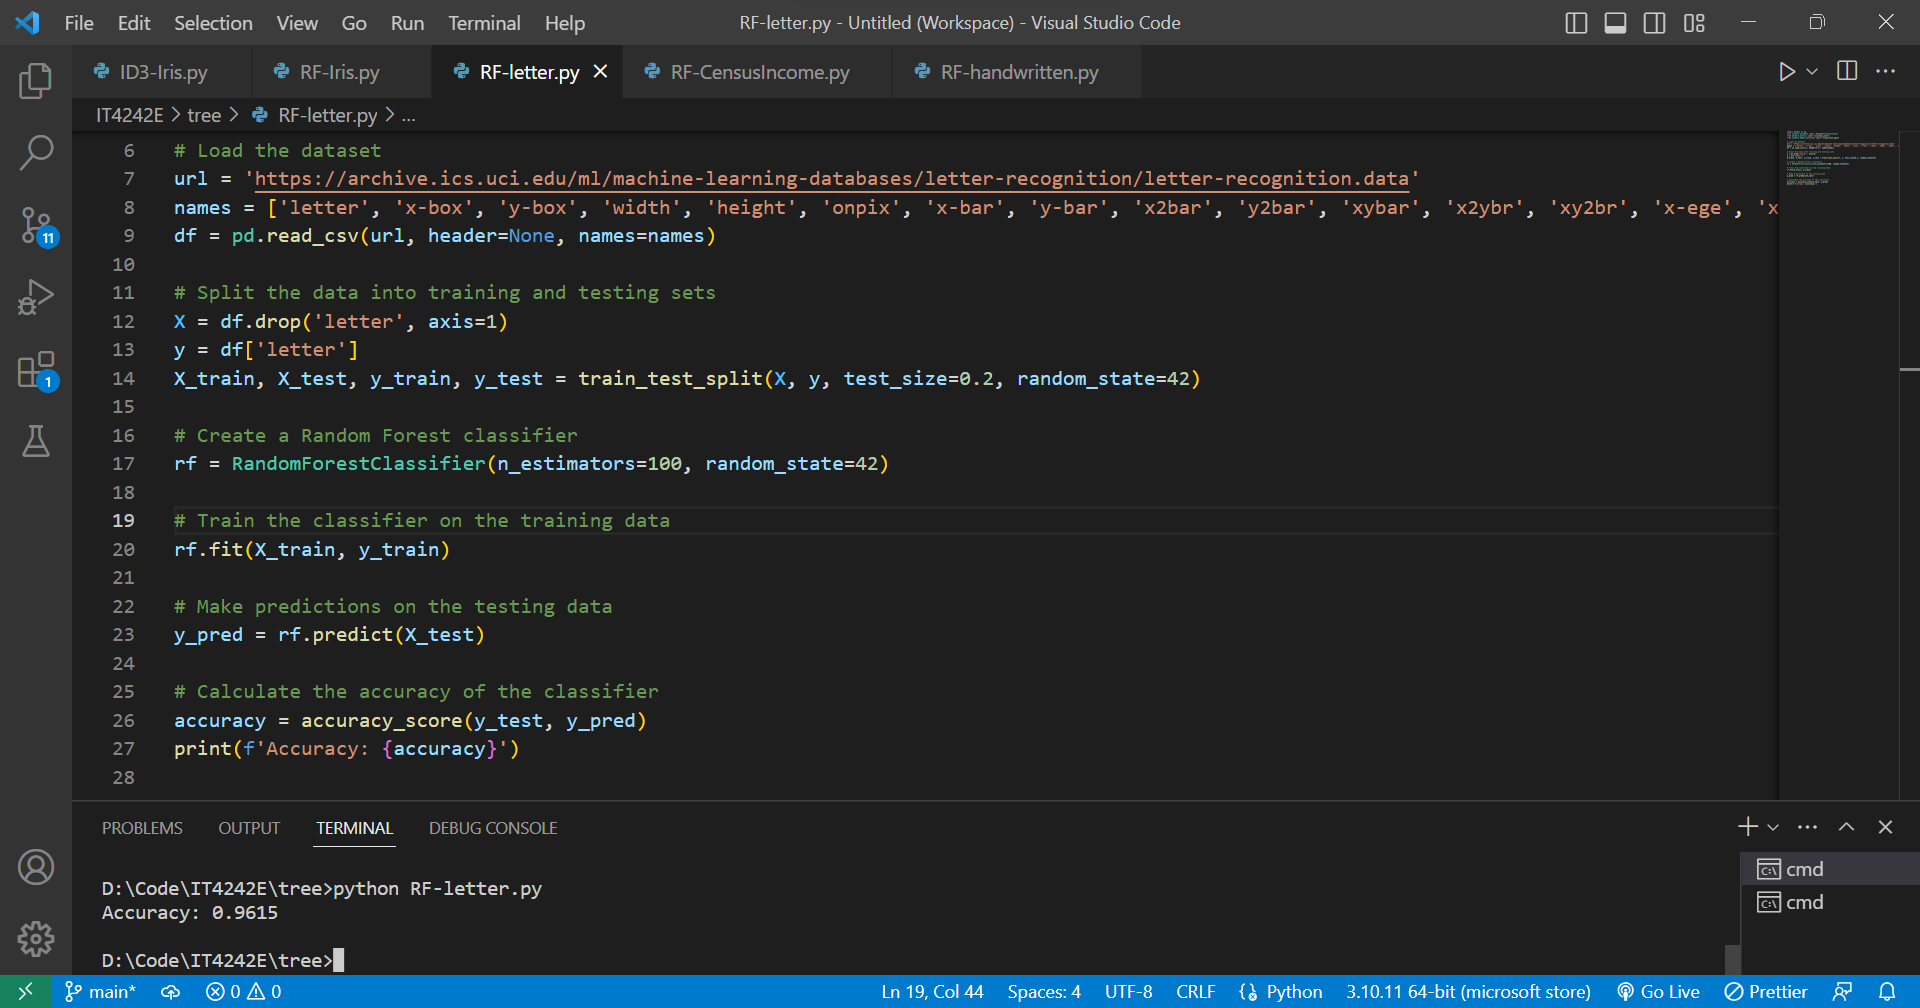 File Edit Selection View Go Run Terminal Help RF-letter.py - Untitled (Workspace) - Visual Studio Code
ID3-Iris.py RF-Iris.py RF-letter.py RF-CensusIncome.py RF-handwritten.py
IT4242E > tree > RF-letter.py > ...
6 # Load the dataset
7 url = 'https://archive.ics.uci.edu/ml/machine-learning-databases/letter-recognition/letter-recognition.data'
8 names = ['letter', 'x-box', 'y-box', 'width', 'height', 'onpix', 'x-bar', 'y-bar', 'x2bar', 'y2bar', 'xybar', 'x2ybr', 'xy2br', 'x-ege', 'x
9 df = pd.read_csv(url, header=None, names=names)
10
11 # Split the data into training and testing sets
12 X = df.drop('letter', axis=1)
13 y = df['letter']
14 X_train, X_test, y_train, y_test = train_test_split(X, y, test_size=0.2, random_state=42)
15
16 # Create a Random Forest classifier
17 rf = RandomForestClassifier(n_estimators=100, random_state=42)
18
19 # Train the classifier on the training data
20 rf.fit(X_train, y_train)
21
22 # Make predictions on the testing data
23 y_pred = rf.predict(X_test)
24
25 # Calculate the accuracy of the classifier
26 accuracy = accuracy_score(y_test, y_pred)
27 print(f'Accuracy: {accuracy}')
28
11
1
PROBLEMS OUTPUT TERMINAL DEBUG CONSOLE
D:\Code\IT4242E\tree>python RF-letter.py
Accuracy: 0.9615
D:\Code\IT4242E\tree>
cmd
cmd
main* 0 0 Ln 19, Col 44 Spaces: 4 UTF-8 CRLF Python 3.10.11 64-bit (microsoft store) Go Live Prettier